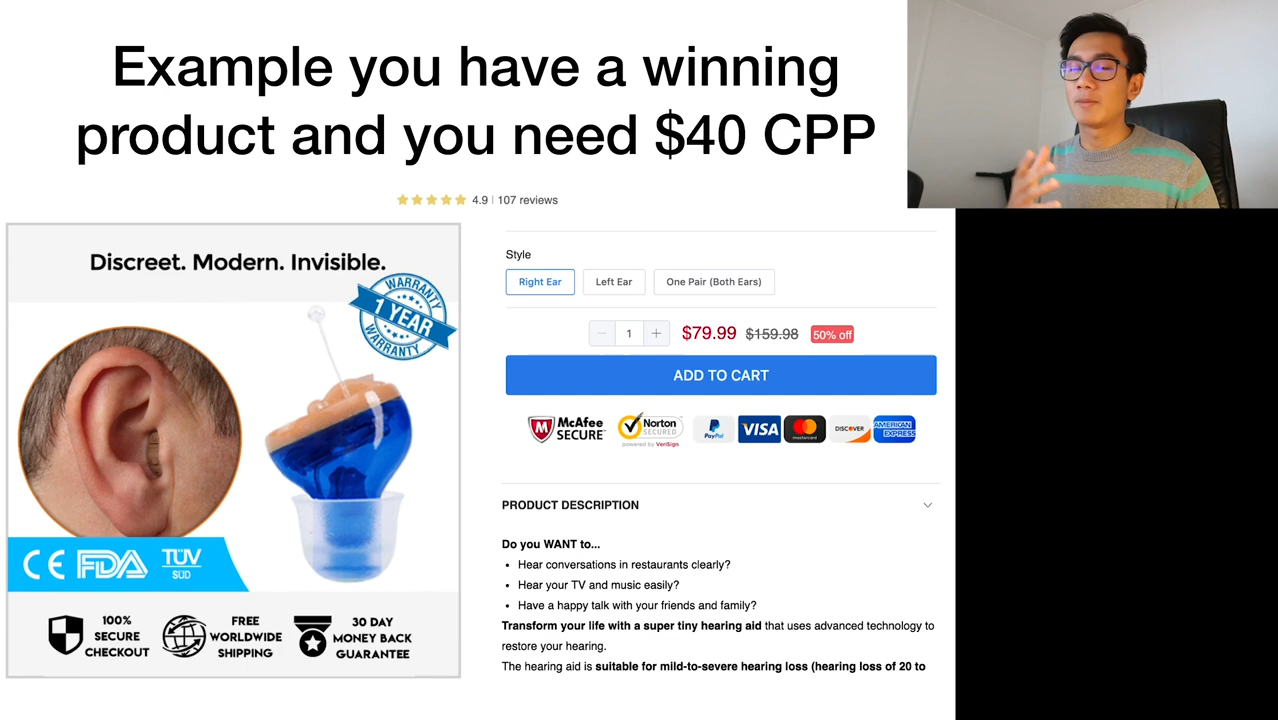 Example you have a winning
product and you need $40 CPP
4.9 | 107 reviews
Discreet. Modern. Invisible.
WARRANTY
1 YEAR
WARRANTY
CE FDA TÜV
SÜD
100%
SECURE
CHECKOUT
FREE
WORLDWIDE
SHIPPING
30 DAY
MONEY BACK
GUARANTEE
Style
Right Ear
Left Ear
One Pair (Both Ears)
1 $79.99 $159.98 50% off
ADD TO CART
McAfee
SECURE
Norton
SECURED
powered by VeriSign
PayPal
VISA
mastercard
DISCOVER
AMERICAN
EXPRESS
PRODUCT DESCRIPTION
Do you WANT to...
• Hear conversations in restaurants clearly?
• Hear your TV and music easily?
• Have a happy talk with your friends and family?
Transform your life with a super tiny hearing aid that uses advanced technology to
restore your hearing.
The hearing aid is suitable for mild-to-severe hearing loss (hearing loss of 20 to